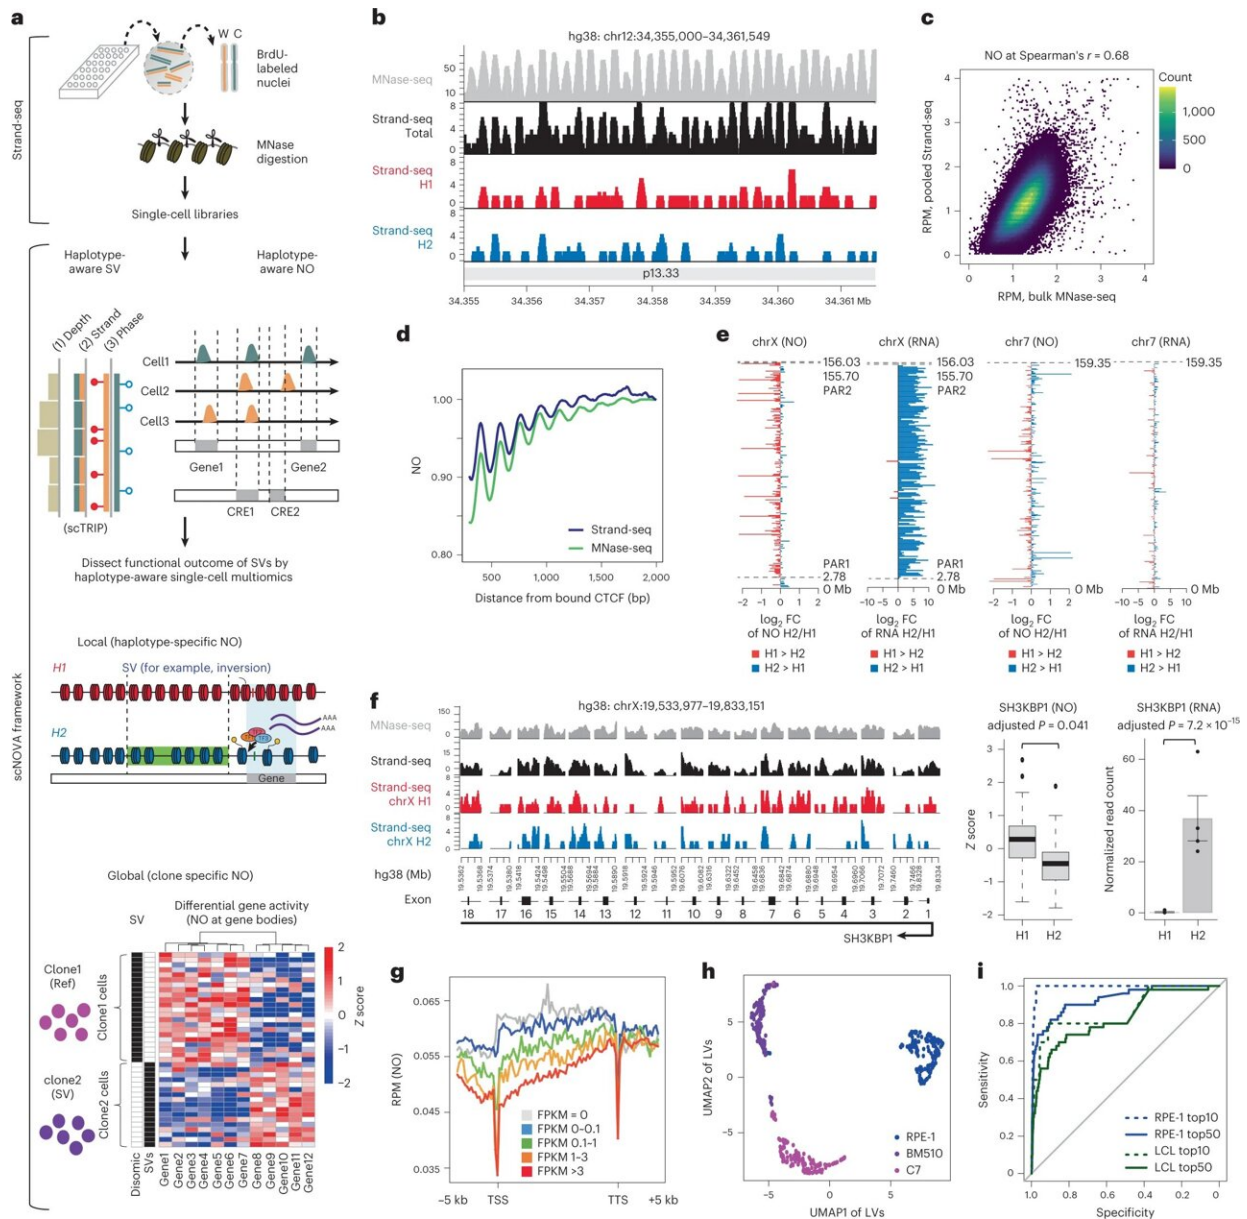 a
Strand-seq
W C
BrdU-
labeled
nuclei
MNase
digestion
Single-cell libraries
scNOVA framework
Haplotype-
aware SV
Haplotype-
aware NO
(1) Depth
(2) Strand
(3) Phase
Cell1
Cell2
Cell3
Gene1
Gene2
CRE1
CRE2
(scTRIP)
Dissect functional outcome of SVs by
haplotype-aware single-cell multiomics
Local (haplotype-specific NO)
H1
SV (for example, inversion)
AAA
AAA
H2
Gene
Global (clone specific NO)
SV
Differential gene activity
(NO at gene bodies)
Clone1
(Ref)
Clone1 cells
clone2
(SV)
Clone2 cells
2
1
0
−1
−2
Z score
Disomic
SVs
Gene1
Gene2
Gene3
Gene4
Gene5
Gene6
Gene7
Gene8
Gene9
Gene10
Gene11
Gene12
b
hg38: chr12:34,355,000–34,361,549
MNase-seq
50
10
Strand-seq
Total
8
4
0
Strand-seq
H1
8
4
0
Strand-seq
H2
8
4
0
p13.33
34.355 34.356 34.357 34.358 34.359 34.360 34.361 Mb
c
NO at Spearman's r = 0.68
RPM, pooled Strand-seq
4
3
2
1
0
0 1 2 3 4
RPM, bulk MNase-seq
Count
1,000
500
0
d
NO
1.00
0.90
0.80
Strand-seq
MNase-seq
500 1,000 1,500 2,000
Distance from bound CTCF (bp)
e
chrX (NO)
chrX (RNA)
chr7 (NO)
chr7 (RNA)
156.03
155.70
PAR2
156.03
155.70
PAR2
159.35
159.35
PAR1
2.78
0 Mb
PAR1
2.78
0 Mb
0 Mb
0 Mb
−2 −1 0 1 2
−10 −5 0 5 10
−2 −1 0 1 2
−10 −5 0 5 10
log2 FC
of NO H2/H1
log2 FC
of RNA H2/H1
log2 FC
of NO H2/H1
log2 FC
of RNA H2/H1
H1 > H2
H2 > H1
H1 > H2
H2 > H1
H1 > H2
H2 > H1
H1 > H2
H2 > H1
f
hg38: chrX:19,533,977–19,833,151
MNase-seq
150
0
Strand-seq
15
0
Strand-seq
chrX H1
8
4
0
Strand-seq
chrX H2
8
4
0
hg38 (Mb)
Exon
18 17 16 15 14 13 12 11 10 9 8 7 6 5 4 3 2 1
SH3KBP1
SH3KBP1 (NO)
adjusted P = 0.041
Z score
3
2
1
0
−1
−2
H1 H2
SH3KBP1 (RNA)
adjusted P = 7.2 × 10−15
Normalized read count
60
40
20
0
H1 H2
g
RPM (NO)
0.065
0.055
0.045
0.035
FPKM = 0
FPKM 0–0.1
FPKM 0.1–1
FPKM 1–3
FPKM >3
−5 kb TSS TTS +5 kb
h
UMAP2 of LVs
5
0
−5
RPE-1
BM510
C7
−5 0 5 10
UMAP1 of LVs
i
Sensitivity
1.0
0.8
0.6
0.4
0.2
0
RPE-1 top10
RPE-1 top50
LCL top10
LCL top50
1.0 0.8 0.6 0.4 0.2 0
Specificity